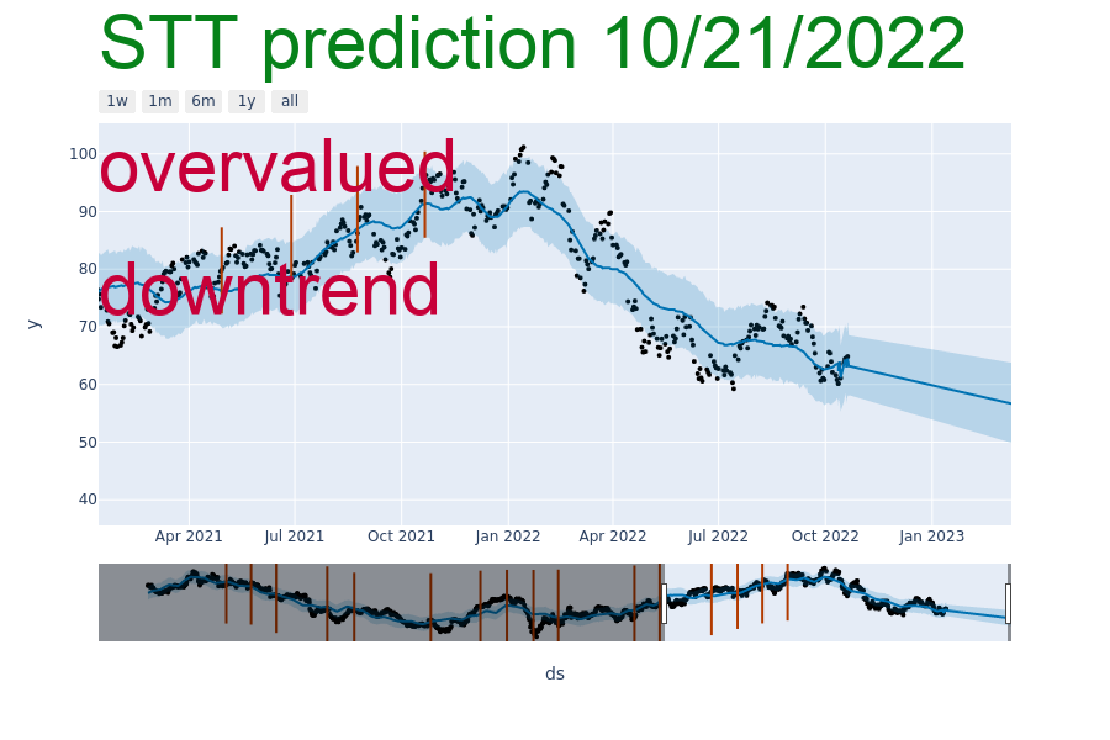 STT prediction 10/21/2022
1w 1m 6m 1y all
overvalued
downtrend
100
90
80
70
60
50
40
y
Apr 2021 Jul 2021 Oct 2021 Jan 2022 Apr 2022 Jul 2022 Oct 2022 Jan 2023
ds